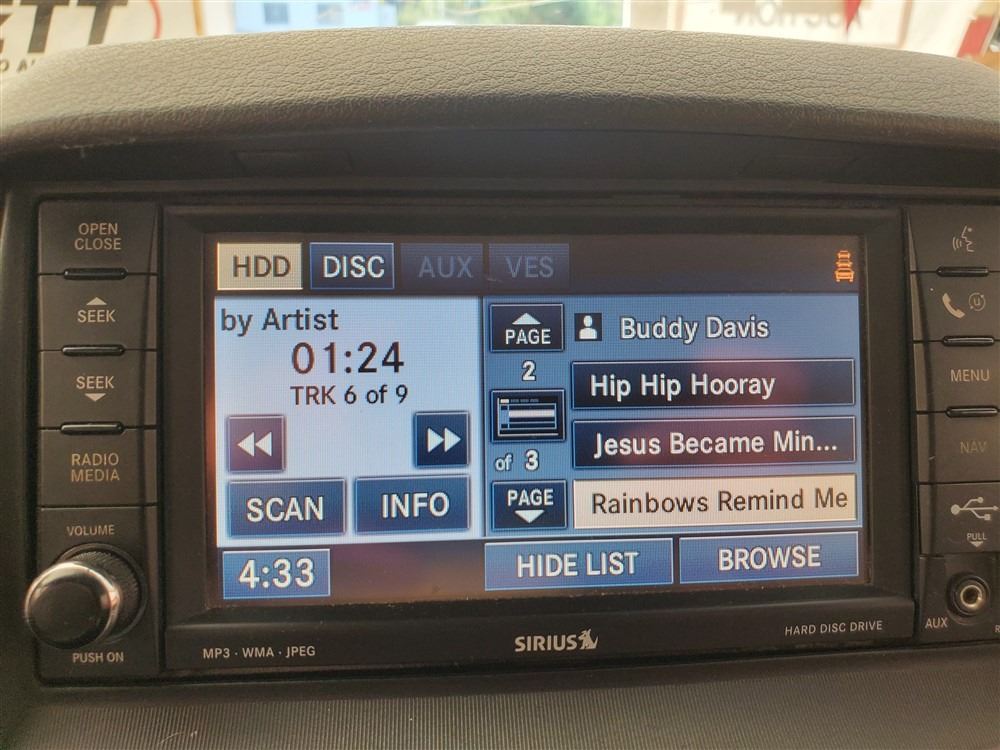 ETT
OPEN
CLOSE
SEEK
SEEK
RADIO
MEDIA
VOLUME
PUSH ON
HDD DISC AUX VES
by Artist
01:24
TRK 6 of 9
SCAN INFO
4:33
PAGE
2
of 3
PAGE
Buddy Davis
Hip Hip Hooray
Jesus Became Min...
Rainbows Remind Me
HIDE LIST BROWSE
MP3 · WMA · JPEG
SIRIUS
HARD DISC DRIVE
MENU
NAV
PULL
AUX